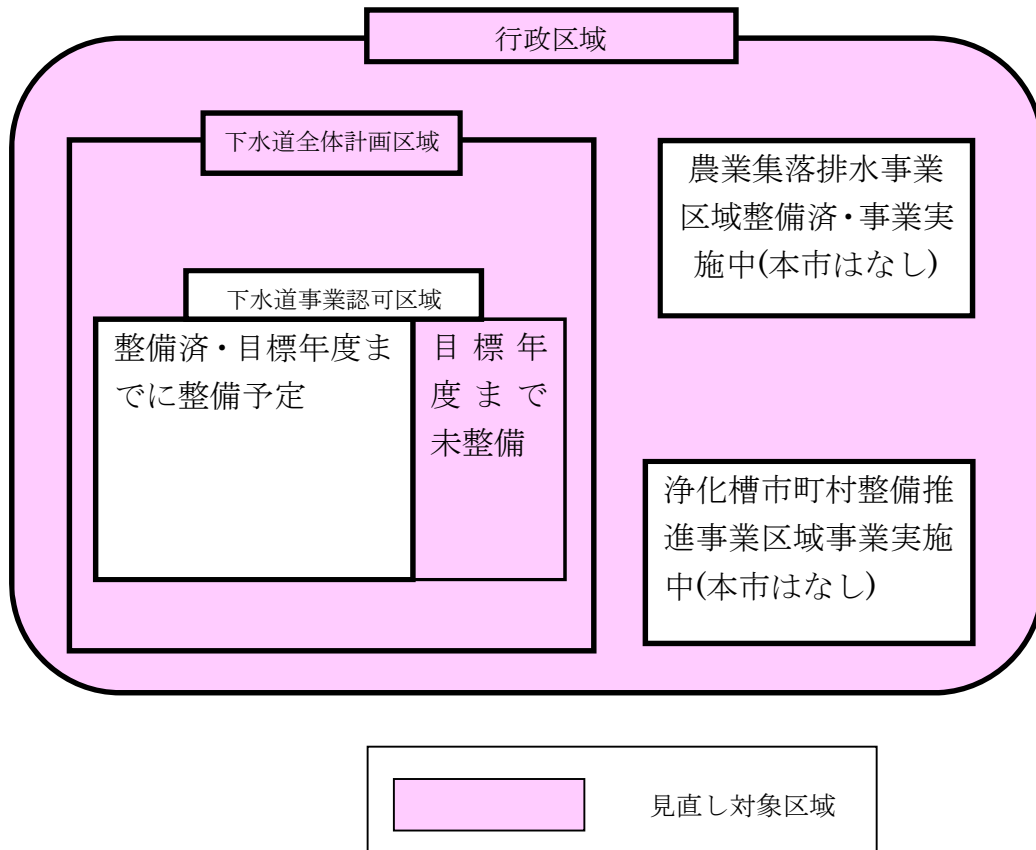 行政区域
下水道全体計画区域
農業集落排水事業
区域整備済・事業実
施中(本市はなし)
下水道事業認可区域
整備済・目標年度ま
でに整備予定
目標年
度まで
未整備
浄化槽市町村整備推
進事業区域事業実施
中(本市はなし)
見直し対象区域